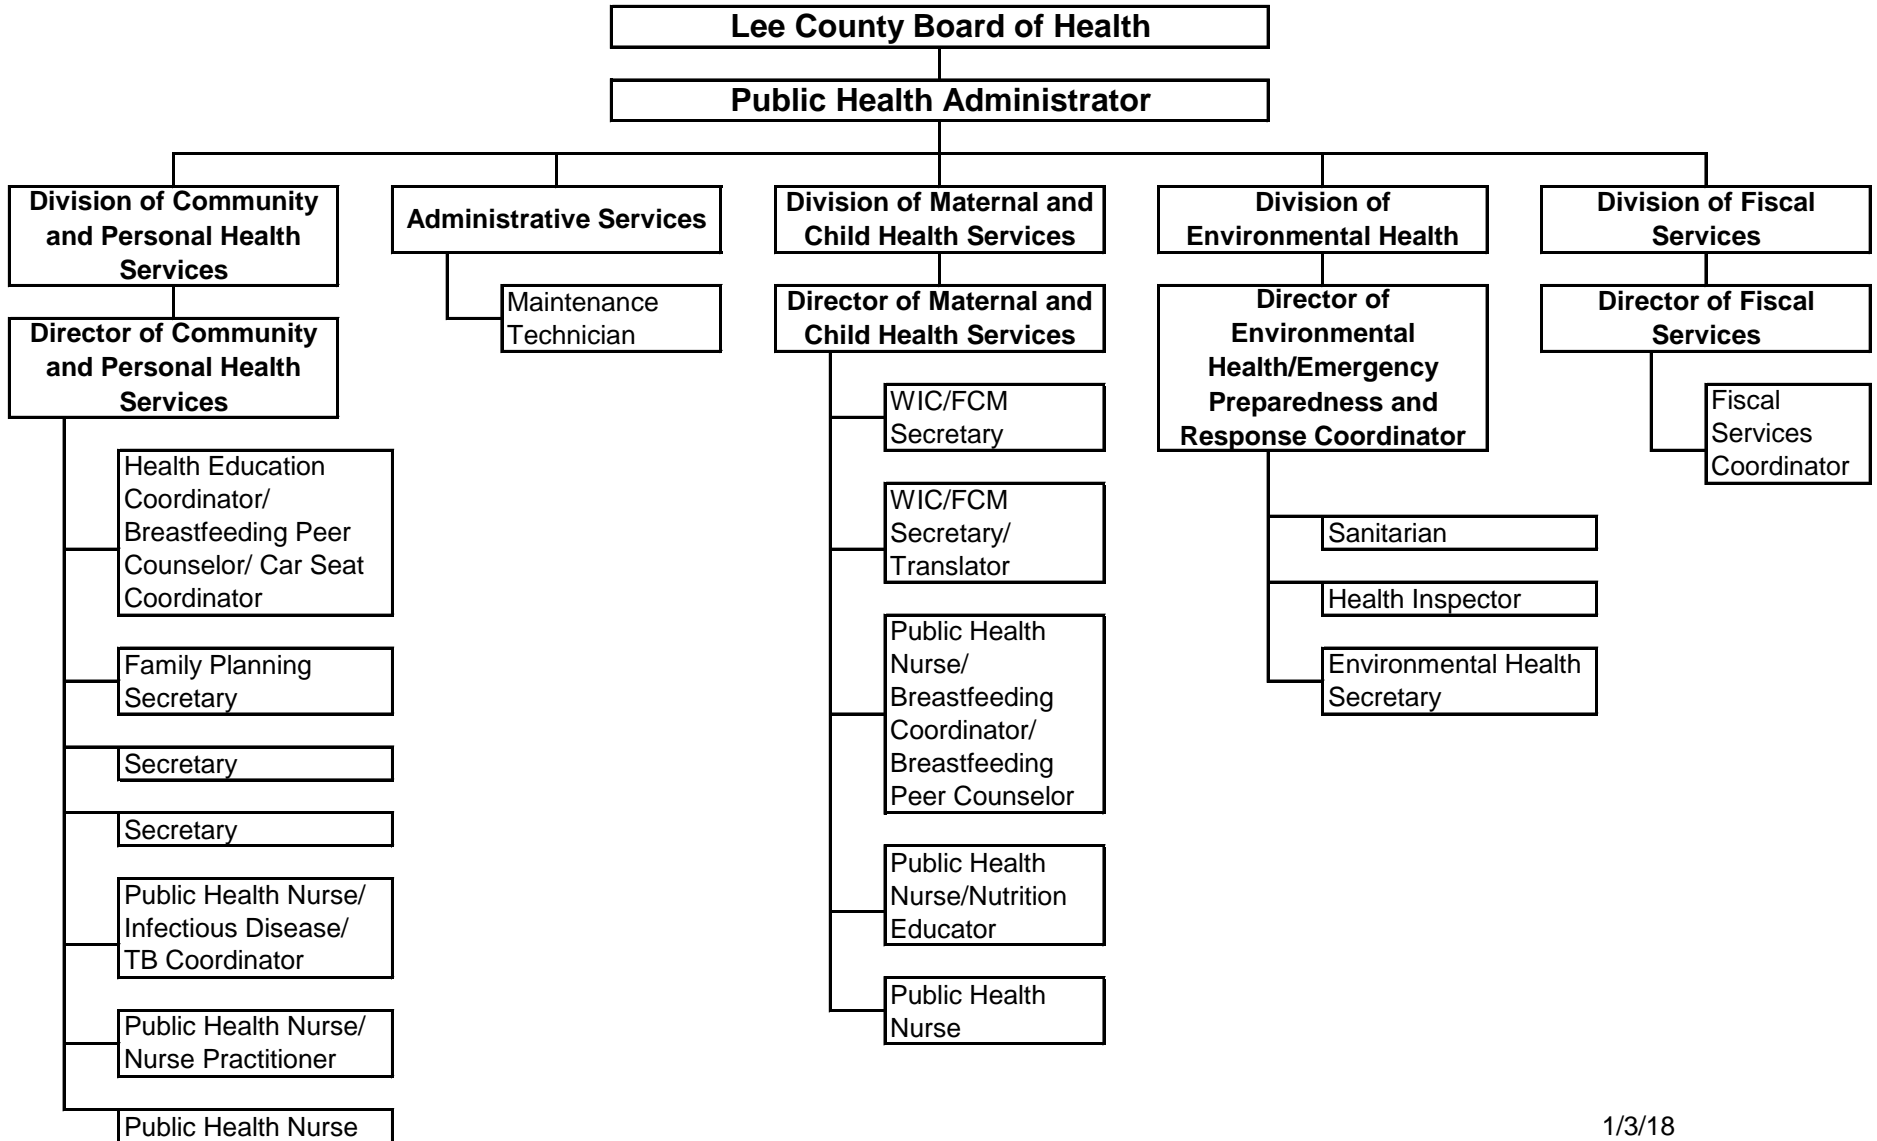 Lee County Board of Health
Public Health Administrator
Division of Community
and Personal Health
Services
Director of Community
and Personal Health
Services
Health Education
Coordinator/
Breastfeeding Peer
Counselor/ Car Seat
Coordinator
Family Planning
Secretary
Secretary
Secretary
Public Health Nurse/
Infectious Disease/
TB Coordinator
Public Health Nurse/
Nurse Practitioner
Public Health Nurse
Administrative Services
Maintenance
Technician
Division of Maternal and
Child Health Services
Director of Maternal and
Child Health Services
WIC/FCM
Secretary
WIC/FCM
Secretary/
Translator
Public Health
Nurse/
Breastfeeding
Coordinator/
Breastfeeding
Peer Counselor
Public Health
Nurse/Nutrition
Educator
Public Health
Nurse
Division of
Environmental Health
Director of
Environmental
Health/Emergency
Preparedness and
Response Coordinator
Sanitarian
Health Inspector
Environmental Health
Secretary
Division of Fiscal
Services
Director of Fiscal
Services
Fiscal
Services
Coordinator
1/3/18